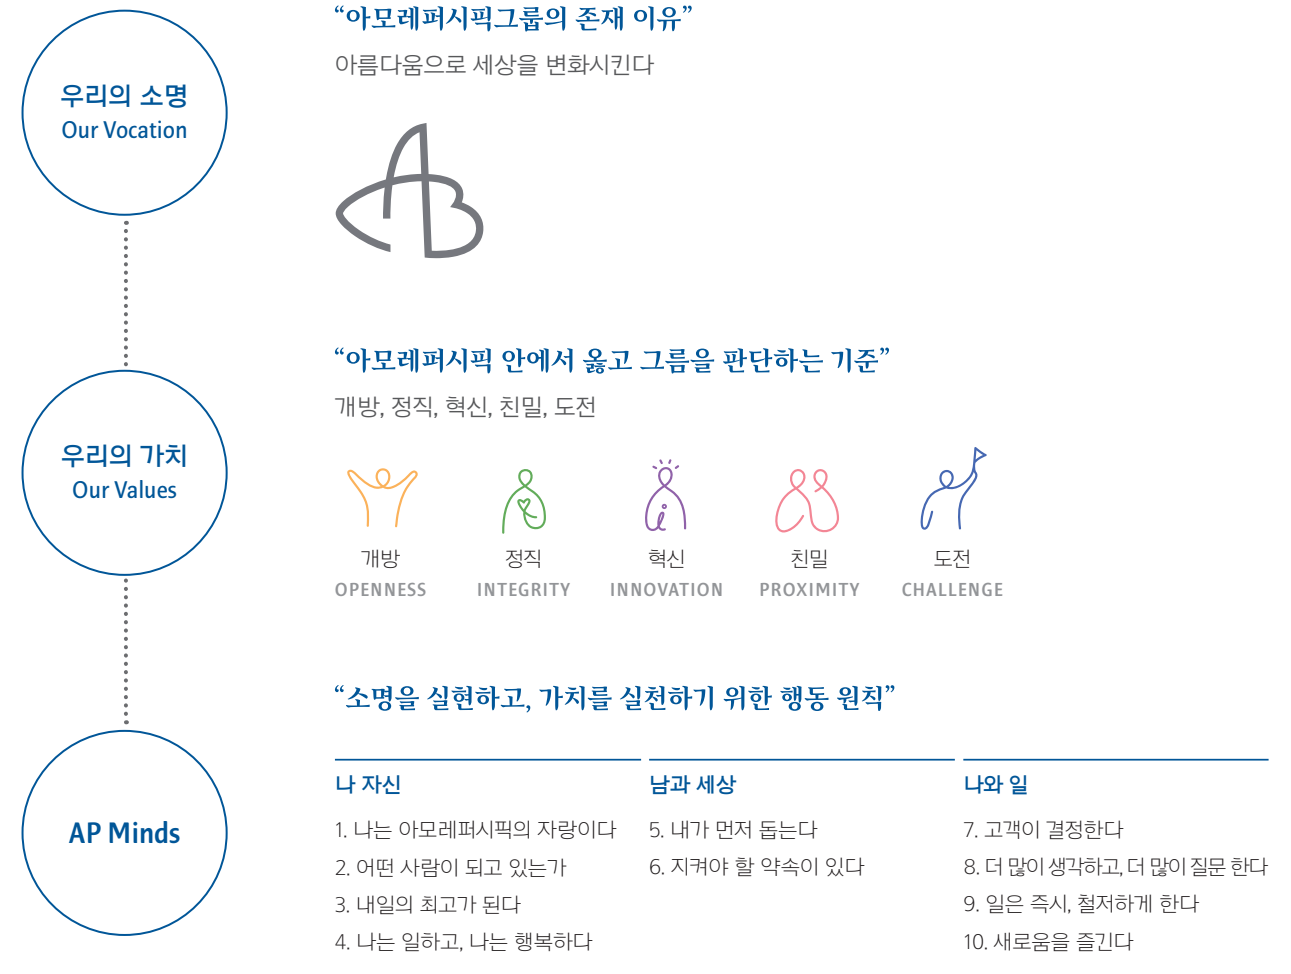 우리의 소명
Our Vocation
“아모레퍼시픽그룹의 존재 이유”
아름다움으로 세상을 변화시킨다
우리의 가치
Our Values
“아모레퍼시픽 안에서 옳고 그름을 판단하는 기준”
개방, 정직, 혁신, 친밀, 도전
개방
OPENNESS
정직
INTEGRITY
혁신
INNOVATION
친밀
PROXIMITY
도전
CHALLENGE
AP Minds
“소명을 실현하고, 가치를 실천하기 위한 행동 원칙”
나 자신
1. 나는 아모레퍼시픽의 자랑이다
2. 어떤 사람이 되고 있는가
3. 내일의 최고가 된다
4. 나는 일하고, 나는 행복하다
남과 세상
5. 내가 먼저 돕는다
6. 지켜야 할 약속이 있다
나와 일
7. 고객이 결정한다
8. 더 많이 생각하고, 더 많이 질문 한다
9. 일은 즉시, 철저하게 한다
10. 새로움을 즐긴다